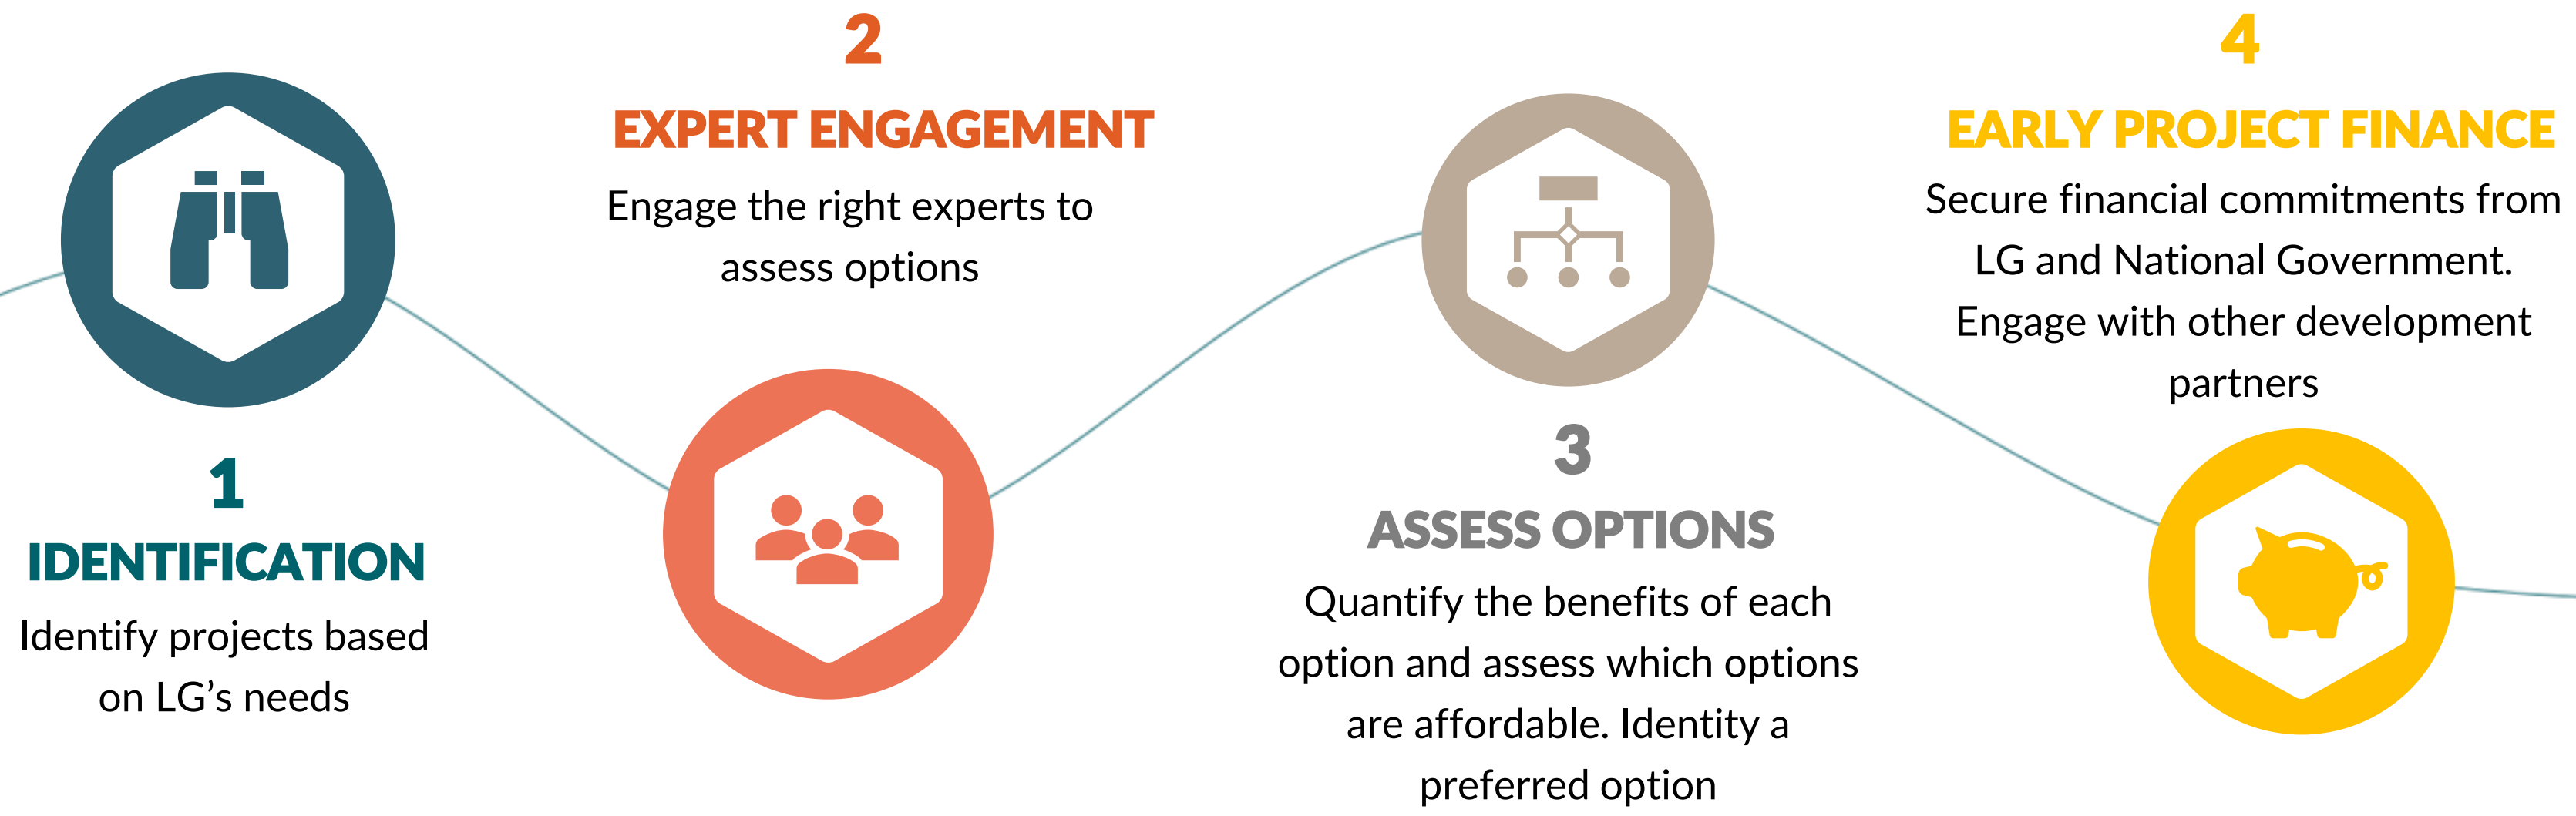 1
IDENTIFICATION
Identify projects based
on LG’s needs
2
EXPERT ENGAGEMENT
Engage the right experts to
assess options
3
ASSESS OPTIONS
Quantify the benefits of each
option and assess which options
are affordable. Identity a
preferred option
4
EARLY PROJECT FINANCE
Secure financial commitments from
LG and National Government.
Engage with other development
partners